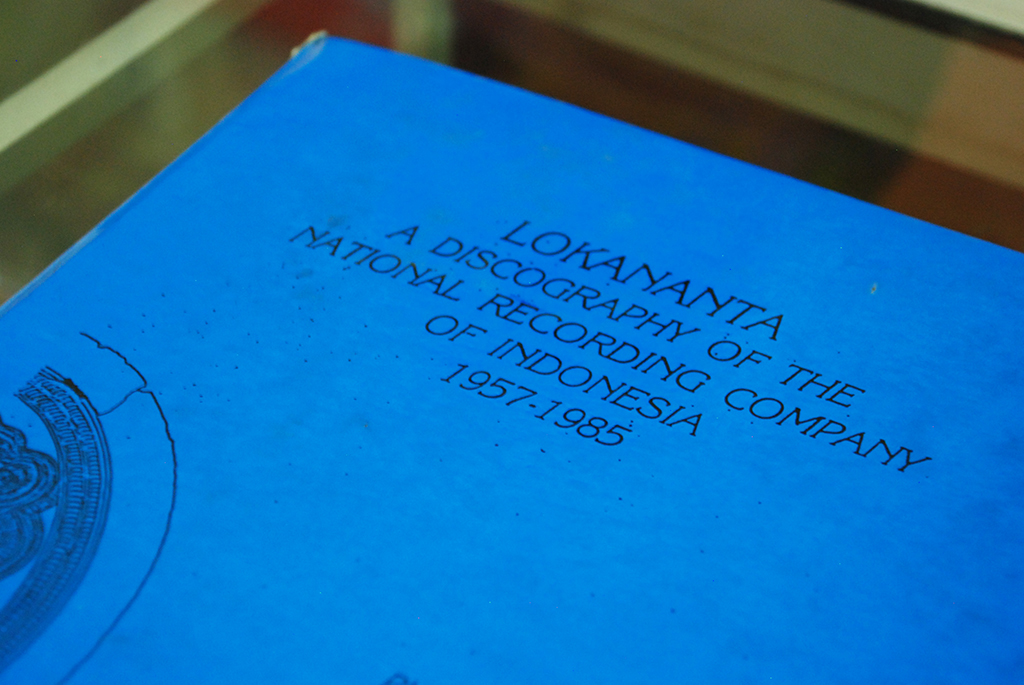 LOKANANTA
A DISCOGRAPHY OF THE
NATIONAL RECORDING COMPANY
OF INDONESIA
1957-1985